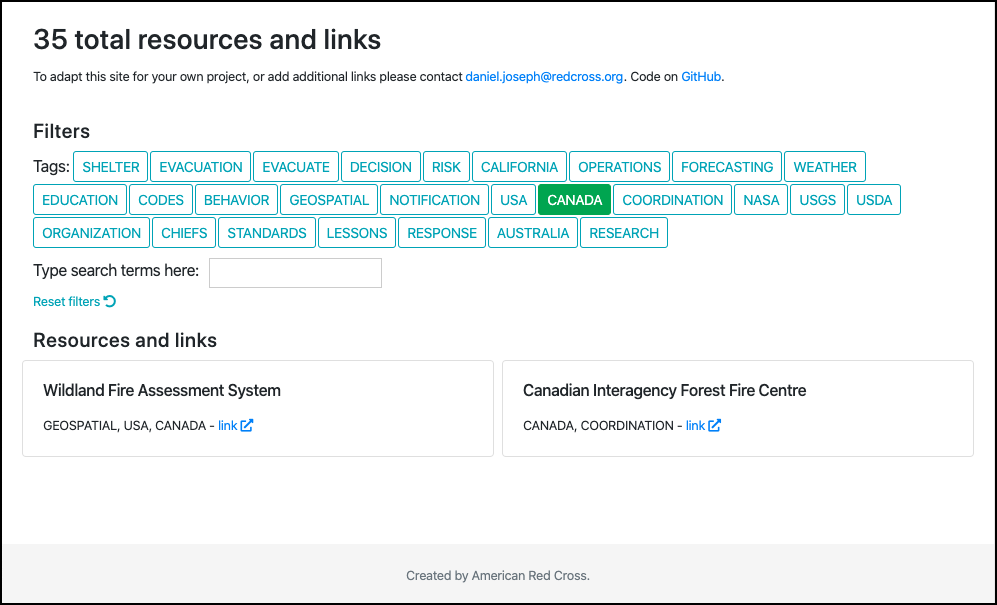 35 total resources and links
To adapt this site for your own project, or add additional links please contact daniel.joseph@redcross.org. Code on GitHub.
Filters
Tags: SHELTER EVACUATION EVACUATE DECISION RISK CALIFORNIA OPERATIONS FORECASTING WEATHER
EDUCATION CODES BEHAVIOR GEOSPATIAL NOTIFICATION USA CANADA COORDINATION NASA USGS USDA
ORGANIZATION CHIEFS STANDARDS LESSONS RESPONSE AUSTRALIA RESEARCH
Type search terms here:
Reset filters
Resources and links
Wildland Fire Assessment System
GEOSPATIAL, USA, CANADA - link
Canadian Interagency Forest Fire Centre
CANADA, COORDINATION - link
Created by American Red Cross.